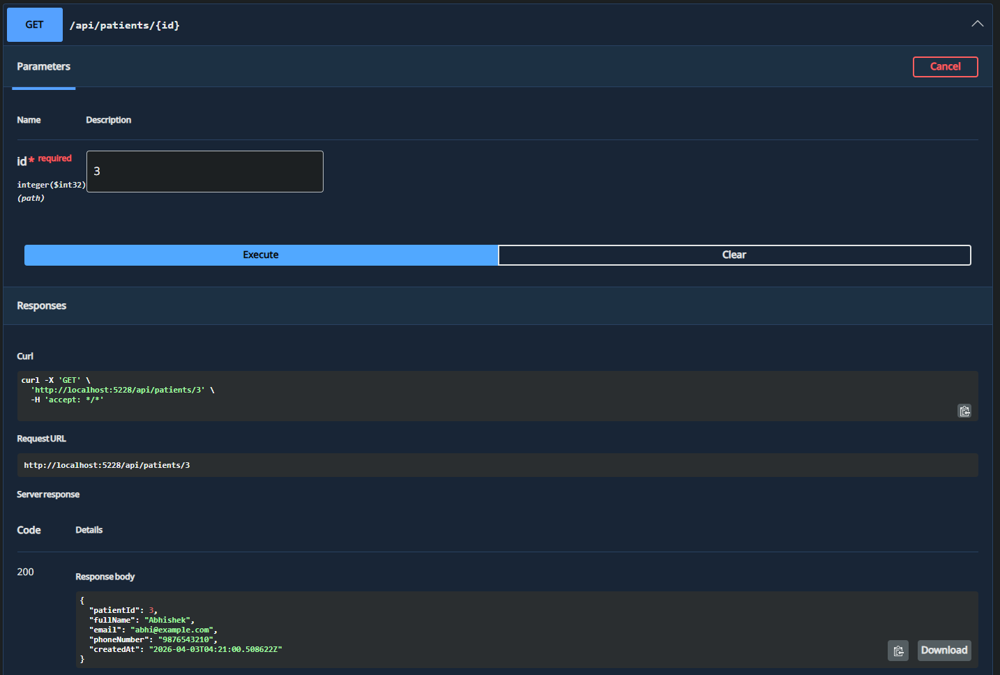 GET /api/patients/{id}
Parameters
Cancel
Name Description
id* required
integer($int32)
(path)
3
Execute Clear
Responses
Curl
curl -X 'GET' \
  'http://localhost:5228/api/patients/3' \
  -H 'accept: */*'
Request URL
http://localhost:5228/api/patients/3
Server response
Code Details
200
Response body
{
  "patientId": 3,
  "fullName": "Abhishek",
  "email": "abhi@example.com",
  "phoneNumber": "9876543210",
  "createdAt": "2026-04-03T04:21:00.508622Z"
}
Download